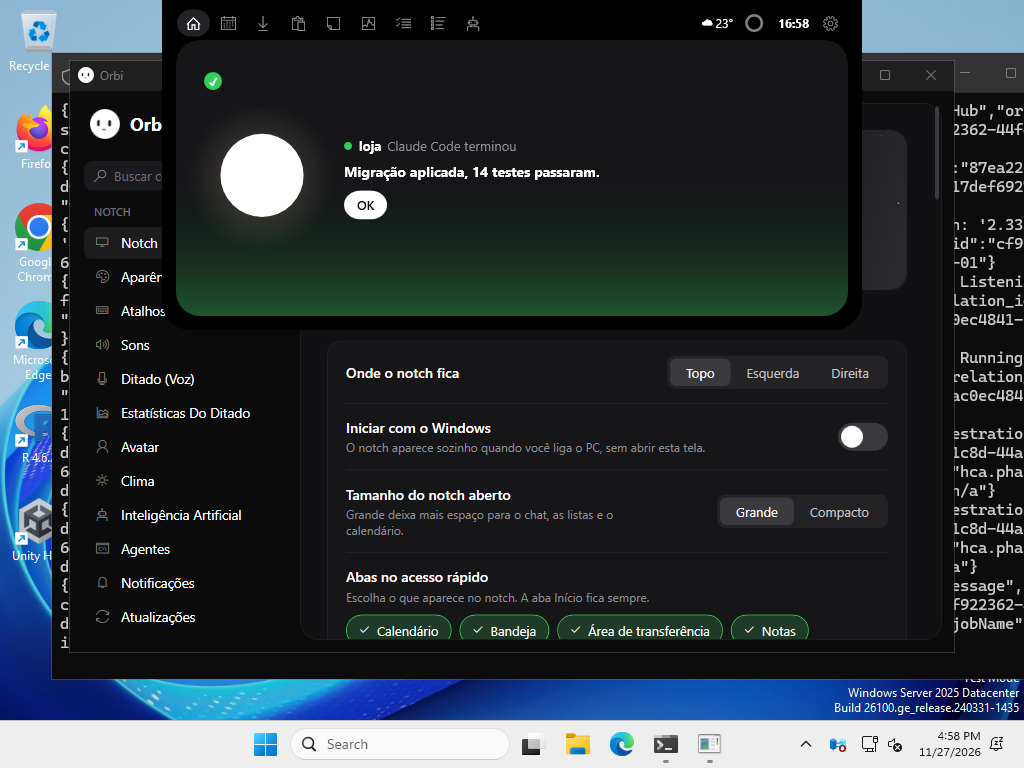 23°
16:58
Recycle
Orbi
Orb
Buscar c
NOTCH
Notch
Aparên
Atalhos
Sons
Ditado (Voz)
Estatísticas Do Ditado
Avatar
Clima
Inteligência Artificial
Agentes
Notificações
Atualizações
loja Claude Code terminou
Migração aplicada, 14 testes passaram.
OK
Onde o notch fica
Topo
Esquerda
Direita
Iniciar com o Windows
O notch aparece sozinho quando você liga o PC, sem abrir esta tela.
Tamanho do notch aberto
Grande deixa mais espaço para o chat, as listas e o
calendário.
Grande
Compacto
Abas no acesso rápido
Escolha o que aparece no notch. A aba Início fica sempre.
Calendário
Bandeja
Área de transferência
Notas
Firefo
Googl
Chrom
Micros
Edge
R 4.6.
Unity H
Hub","or
2362-44f
:"87ea22
17def692
n: '2.33
id":"cf9
-01"}
Listeni
lation_i
0ec4841-
Running
relation
ac0ec484
estratio
1c8d-44a
"hca.pha
n/a"}
estratio
1c8d-44a
"hca.pha
a"}
essage",
f922362-
jobName"
Test Mode
Windows Server 2025 Datacenter
Build 26100.ge_release.240331-1435
Search
4:58 PM
11/27/2026